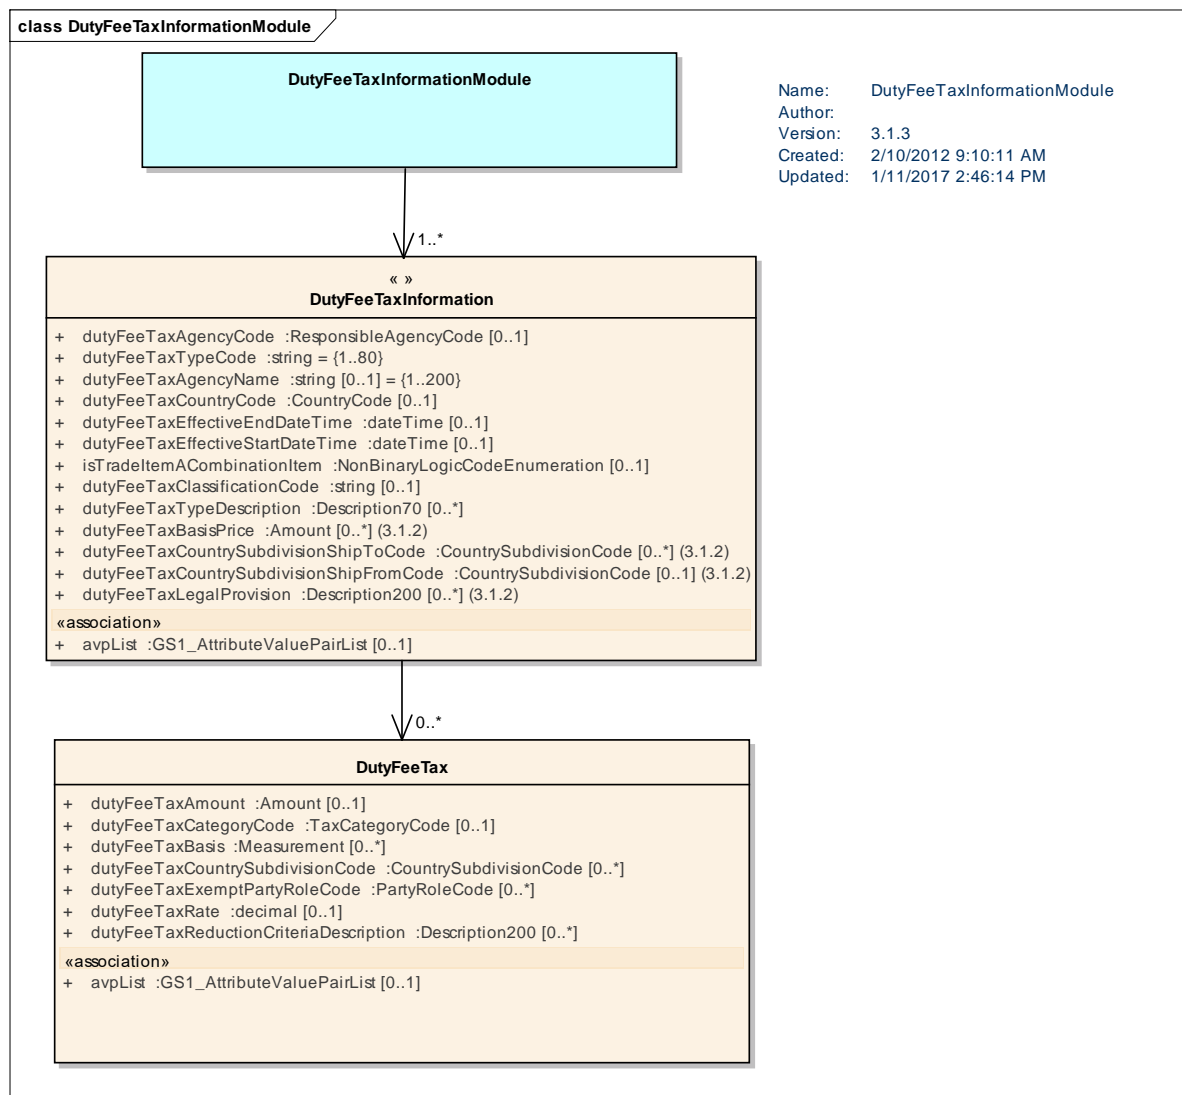 class DutyFeeTaxInformationModule
DutyFeeTaxInformationModule
Name: DutyFeeTaxInformationModule
Author:
Version: 3.1.3
Created: 2/10/2012 9:10:11 AM
Updated: 1/11/2017 2:46:14 PM
1..*
« »
DutyFeeTaxInformation
+ dutyFeeTaxAgencyCode :ResponsibleAgencyCode [0..1]
+ dutyFeeTaxTypeCode :string = {1..80}
+ dutyFeeTaxAgencyName :string [0..1] = {1..200}
+ dutyFeeTaxCountryCode :CountryCode [0..1]
+ dutyFeeTaxEffectiveEndDateTime :dateTime [0..1]
+ dutyFeeTaxEffectiveStartDateTime :dateTime [0..1]
+ isTradeItemACombinationItem :NonBinaryLogicCodeEnumeration [0..1]
+ dutyFeeTaxClassificationCode :string [0..1]
+ dutyFeeTaxTypeDescription :Description70 [0..*]
+ dutyFeeTaxBasisPrice :Amount [0..*] (3.1.2)
+ dutyFeeTaxCountrySubdivisionShipToCode :CountrySubdivisionCode [0..*] (3.1.2)
+ dutyFeeTaxCountrySubdivisionShipFromCode :CountrySubdivisionCode [0..1] (3.1.2)
+ dutyFeeTaxLegalProvision :Description200 [0..*] (3.1.2)
«association»
+ avpList :GS1_AttributeValuePairList [0..1]
0..*
DutyFeeTax
+ dutyFeeTaxAmount :Amount [0..1]
+ dutyFeeTaxCategoryCode :TaxCategoryCode [0..1]
+ dutyFeeTaxBasis :Measurement [0..*]
+ dutyFeeTaxCountrySubdivisionCode :CountrySubdivisionCode [0..*]
+ dutyFeeTaxExemptPartyRoleCode :PartyRoleCode [0..*]
+ dutyFeeTaxRate :decimal [0..1]
+ dutyFeeTaxReductionCriteriaDescription :Description200 [0..*]
«association»
+ avpList :GS1_AttributeValuePairList [0..1]